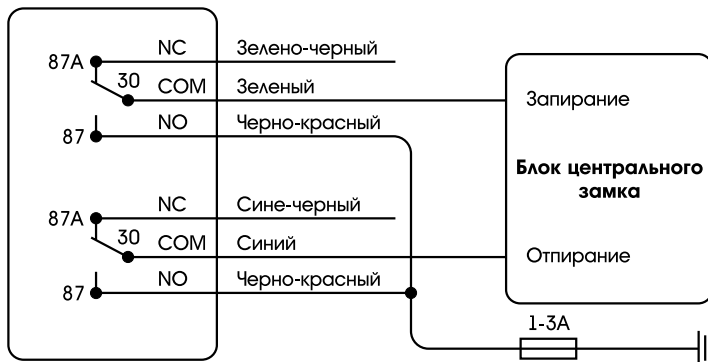 87A NC Зелено-черный
30 COM Зеленый
87 NO Черно-красный
87A NC Сине-черный
30 COM Синий
87 NO Черно-красный
Запирание
Блок центрального
замка
Отпирание
1-3А